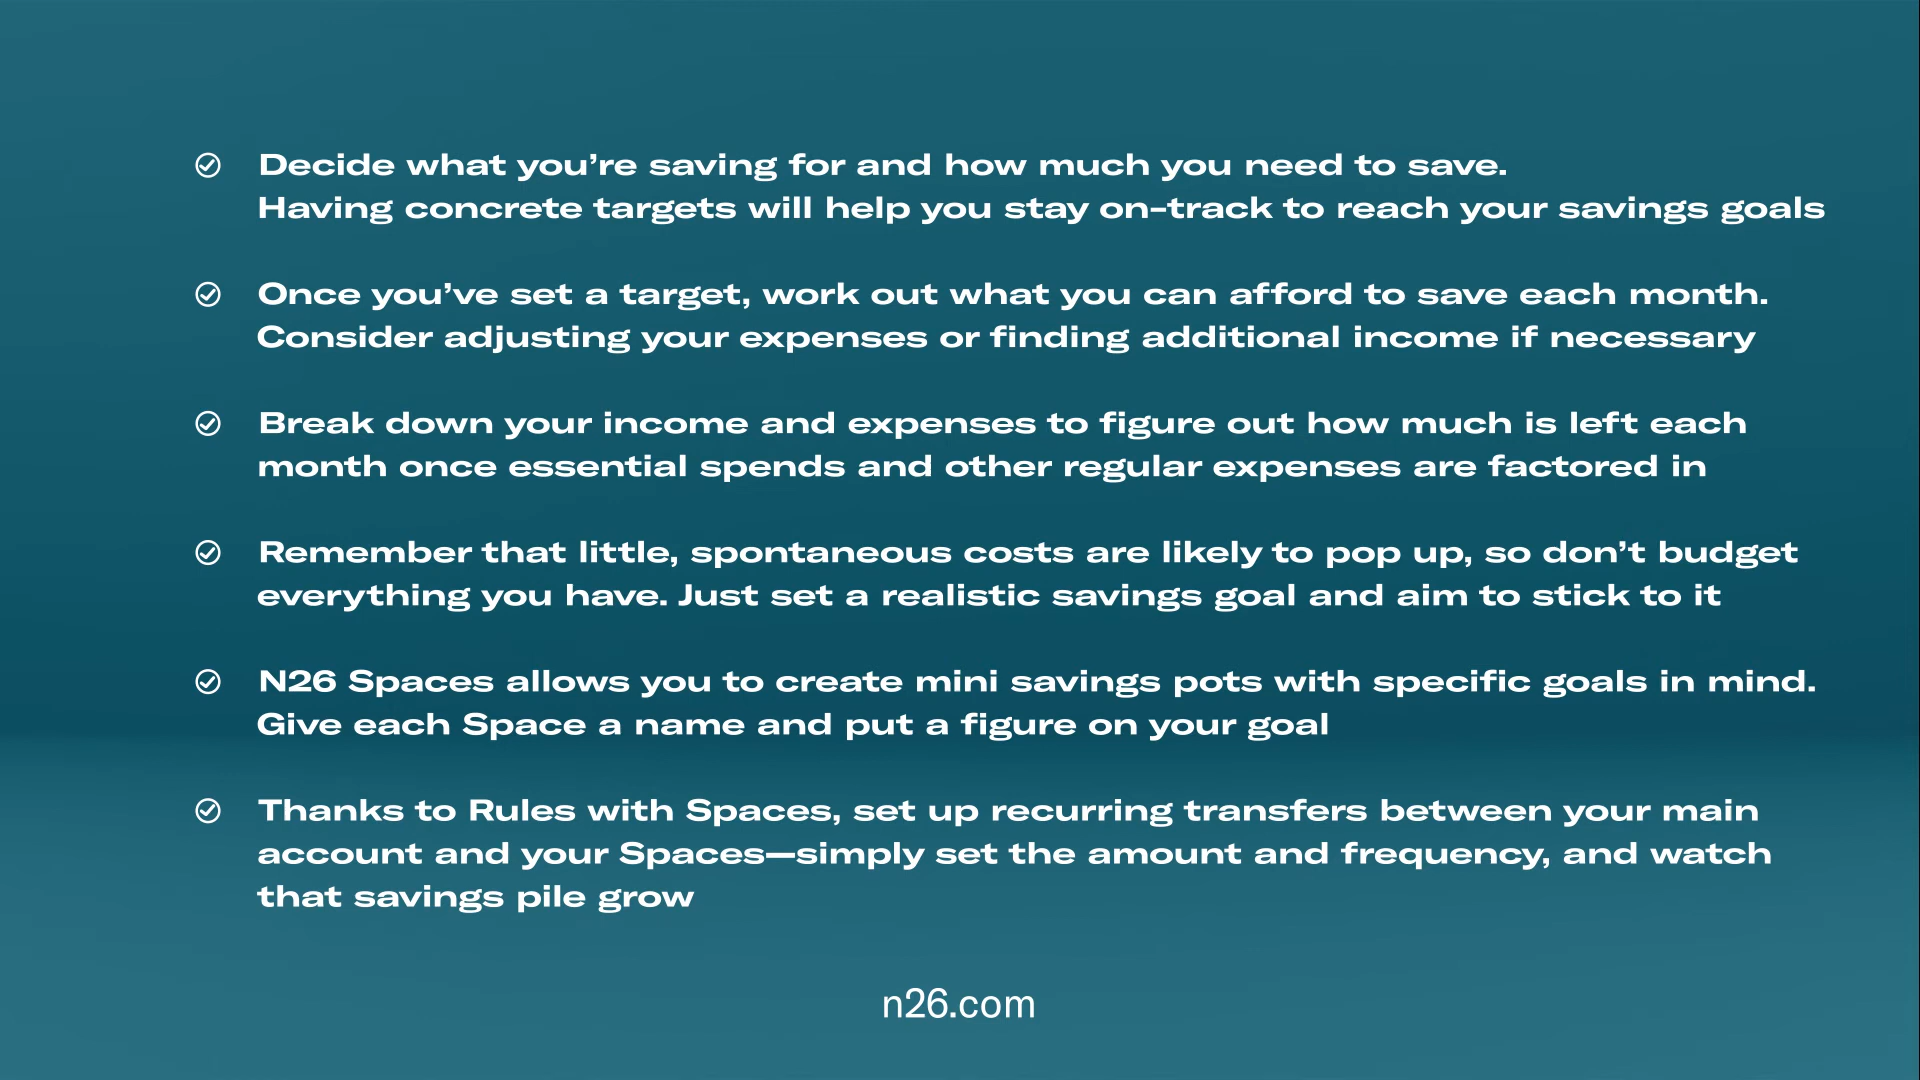 Decide what you’re saving for and how much you need to save.
Having concrete targets will help you stay on-track to reach your savings goals
Once you’ve set a target, work out what you can afford to save each month.
Consider adjusting your expenses or finding additional income if necessary
Break down your income and expenses to figure out how much is left each
month once essential spends and other regular expenses are factored in
Remember that little, spontaneous costs are likely to pop up, so don’t budget
everything you have. Just set a realistic savings goal and aim to stick to it
N26 Spaces allows you to create mini savings pots with specific goals in mind.
Give each Space a name and put a figure on your goal
Thanks to Rules with Spaces, set up recurring transfers between your main
account and your Spaces—simply set the amount and frequency, and watch
that savings pile grow
n26.com